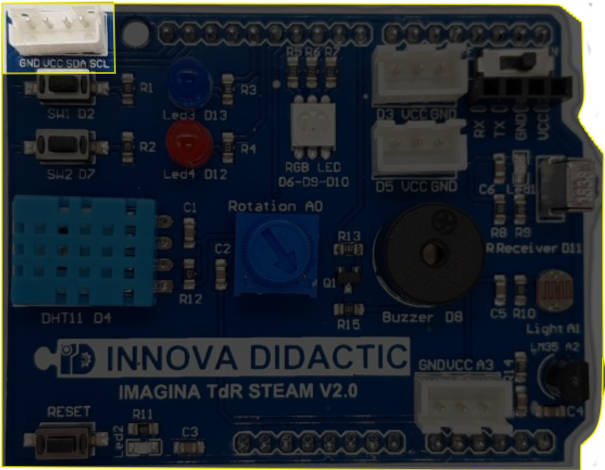 GND VCC SDA SCL
R5 R6 R7
SW1 D2
R1
Led3 D13
R3
D3 VCC GND
RX TX GND VCC
SW2 D7
R2
Led4 D12
R4
RGB LED
D6-D9-D10
D5 VCC GND
C6
R8 R9
Rotation A0
C1
C2
R13
Q1
R Receiver D11
R12
DHT11 D4
R15
Buzzer D8
C5 R10
Light A1
LM35 A2
INNOVA DIDACTIC
IMAGINA TdR STEAM V2.0
GND VCC A3
R14
C4
RESET
R11
Led2
C3